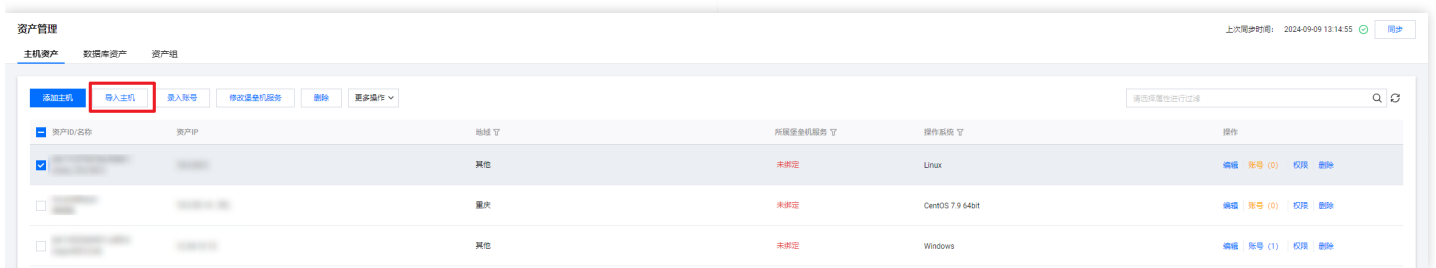 资产管理
上次同步时间： 2024-09-09 13:14:55 同步
主机资产 数据库资产 资产组
添加主机 导入主机 录入账号 修改堡垒机服务 删除 更多操作 请选择属性进行过滤
资产ID/名称 资产IP 地域 所属堡垒机服务 操作系统 操作
其他 未绑定 Linux 编辑 账号 (0) 权限 删除
重庆 未绑定 CentOS 7.9 64bit 编辑 账号 (0) 权限 删除
其他 未绑定 Windows 编辑 账号 (1) 权限 删除